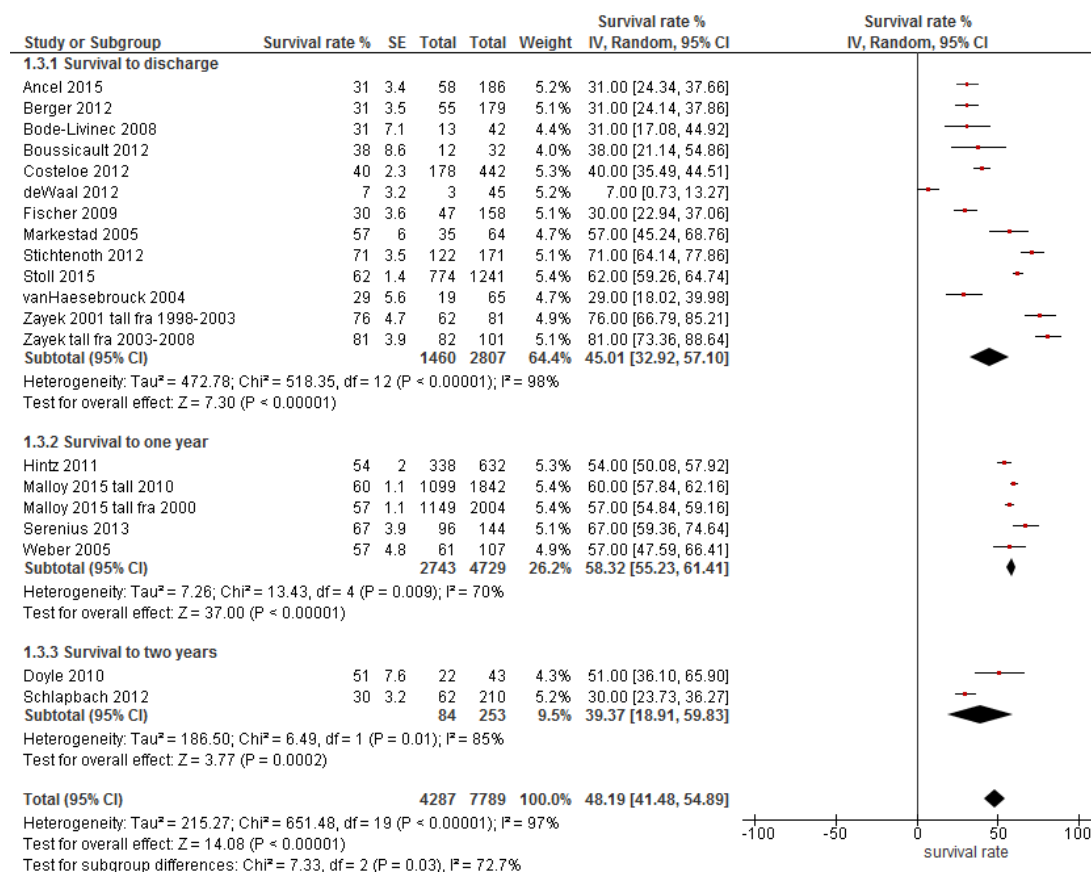 Survival rate % Survival rate %
Study or Subgroup Survival rate % SE Total Total Weight IV, Random, 95% CI IV, Random, 95% CI
1.3.1 Survival to discharge
Ancel 2015 31 3.4 58 186 5.2% 31.00 [24.34, 37.66]
Berger 2012 31 3.5 55 179 5.1% 31.00 [24.14, 37.86]
Bode-Livinec 2008 31 7.1 13 42 4.4% 31.00 [17.08, 44.92]
Boussicault 2012 38 8.6 12 32 4.0% 38.00 [21.14, 54.86]
Costeloe 2012 40 2.3 178 442 5.3% 40.00 [35.49, 44.51]
deWaal 2012 7 3.2 3 45 5.2% 7.00 [0.73, 13.27]
Fischer 2009 30 3.6 47 158 5.1% 30.00 [22.94, 37.06]
Markestad 2005 57 6 35 64 4.7% 57.00 [45.24, 68.76]
Stichtenoth 2012 71 3.5 122 171 5.1% 71.00 [64.14, 77.86]
Stoll 2015 62 1.4 774 1241 5.4% 62.00 [59.26, 64.74]
vanHaesebrouck 2004 29 5.6 19 65 4.7% 29.00 [18.02, 39.98]
Zayek 2001 tall fra 1998-2003 76 4.7 62 81 4.9% 76.00 [66.79, 85.21]
Zayek tall fra 2003-2008 81 3.9 82 101 5.1% 81.00 [73.36, 88.64]
Subtotal (95% CI) 1460 2807 64.4% 45.01 [32.92, 57.10]
Heterogeneity: Tau² = 472.78; Chi² = 518.35, df = 12 (P < 0.00001); I² = 98%
Test for overall effect: Z = 7.30 (P < 0.00001)
1.3.2 Survival to one year
Hintz 2011 54 2 338 632 5.3% 54.00 [50.08, 57.92]
Malloy 2015 tall 2010 60 1.1 1099 1842 5.4% 60.00 [57.84, 62.16]
Malloy 2015 tall fra 2000 57 1.1 1149 2004 5.4% 57.00 [54.84, 59.16]
Serenius 2013 67 3.9 96 144 5.1% 67.00 [59.36, 74.64]
Weber 2005 57 4.8 61 107 4.9% 57.00 [47.59, 66.41]
Subtotal (95% CI) 2743 4729 26.2% 58.32 [55.23, 61.41]
Heterogeneity: Tau² = 7.26; Chi² = 13.43, df = 4 (P = 0.009); I² = 70%
Test for overall effect: Z = 37.00 (P < 0.00001)
1.3.3 Survival to two years
Doyle 2010 51 7.6 22 43 4.3% 51.00 [36.10, 65.90]
Schlapbach 2012 30 3.2 62 210 5.2% 30.00 [23.73, 36.27]
Subtotal (95% CI) 84 253 9.5% 39.37 [18.91, 59.83]
Heterogeneity: Tau² = 186.50; Chi² = 6.49, df = 1 (P = 0.01); I² = 85%
Test for overall effect: Z = 3.77 (P = 0.0002)
Total (95% CI) 4287 7789 100.0% 48.19 [41.48, 54.89]
Heterogeneity: Tau² = 215.27; Chi² = 651.48, df = 19 (P < 0.00001); I² = 97%
Test for overall effect: Z = 14.08 (P < 0.00001)
Test for subgroup differences: Chi² = 7.33, df = 2 (P = 0.03), I² = 72.7%
-100 -50 0 50 100
survival rate